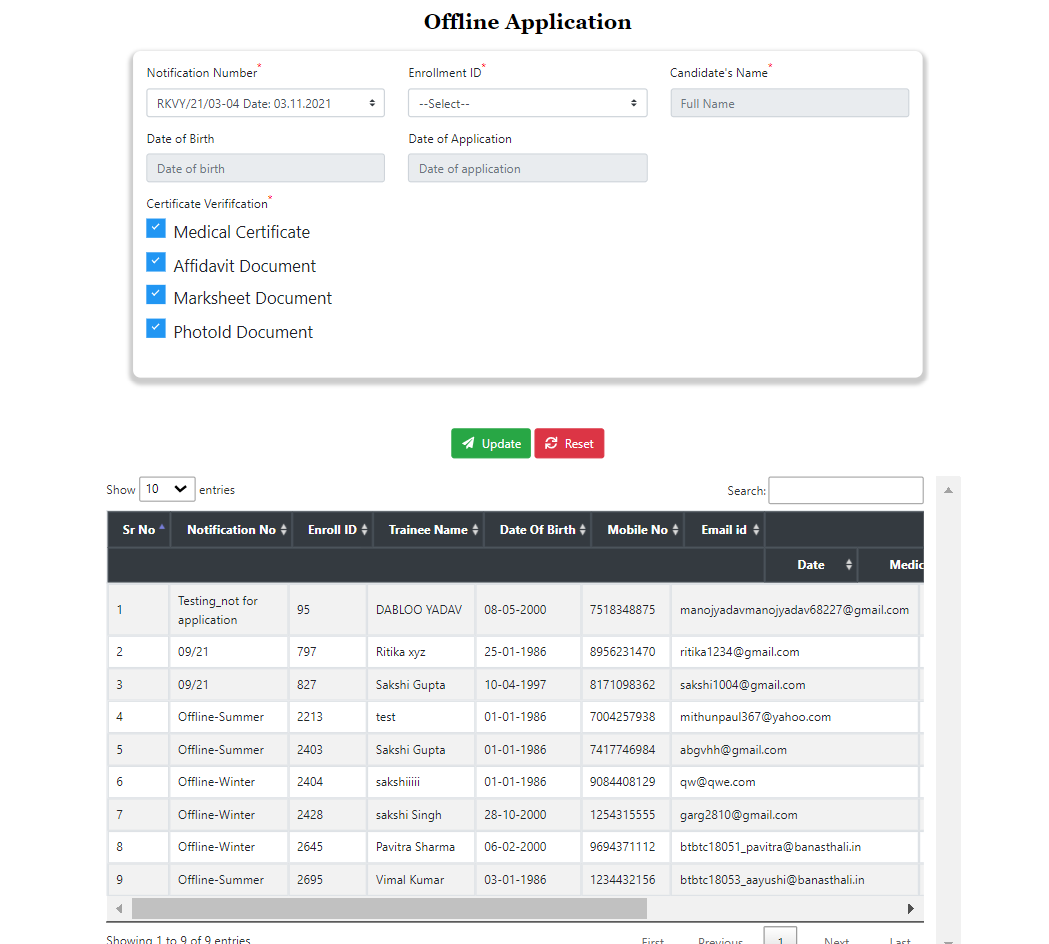 Offline Application
Notification Number* Enrollment ID* Candidate's Name*
RKVY/21/03-04 Date: 03.11.2021 --Select-- Full Name
Date of Birth Date of Application
Date of birth Date of application
Certificate Verififcation*
Medical Certificate
Affidavit Document
Marksheet Document
PhotoId Document
Update Reset
Show 10 entries Search:
Sr No Notification No Enroll ID Trainee Name Date Of Birth Mobile No Email id
Date Medic
1 Testing_not for application 95 DABLOO YADAV 08-05-2000 7518348875 manojyadavmanojyadav68227@gmail.com
2 09/21 797 Ritika xyz 25-01-1986 8956231470 ritika1234@gmail.com
3 09/21 827 Sakshi Gupta 10-04-1997 8171098362 sakshi1004@gmail.com
4 Offline-Summer 2213 test 01-01-1986 7004257938 mithunpaul367@yahoo.com
5 Offline-Summer 2403 Sakshi Gupta 01-01-1986 7417746984 abgvhh@gmail.com
6 Offline-Winter 2404 sakshiiiii 01-01-1986 9084408129 qw@qwe.com
7 Offline-Winter 2428 sakshi Singh 28-10-2000 1254315555 garg2810@gmail.com
8 Offline-Winter 2645 Pavitra Sharma 06-02-2000 9694371112 btbtc18051_pavitra@banasthali.in
9 Offline-Summer 2695 Vimal Kumar 03-01-1986 1234432156 btbtc18053_aayushi@banasthali.in
Showing 1 to 9 of 9 entries First Previous 1 Next Last